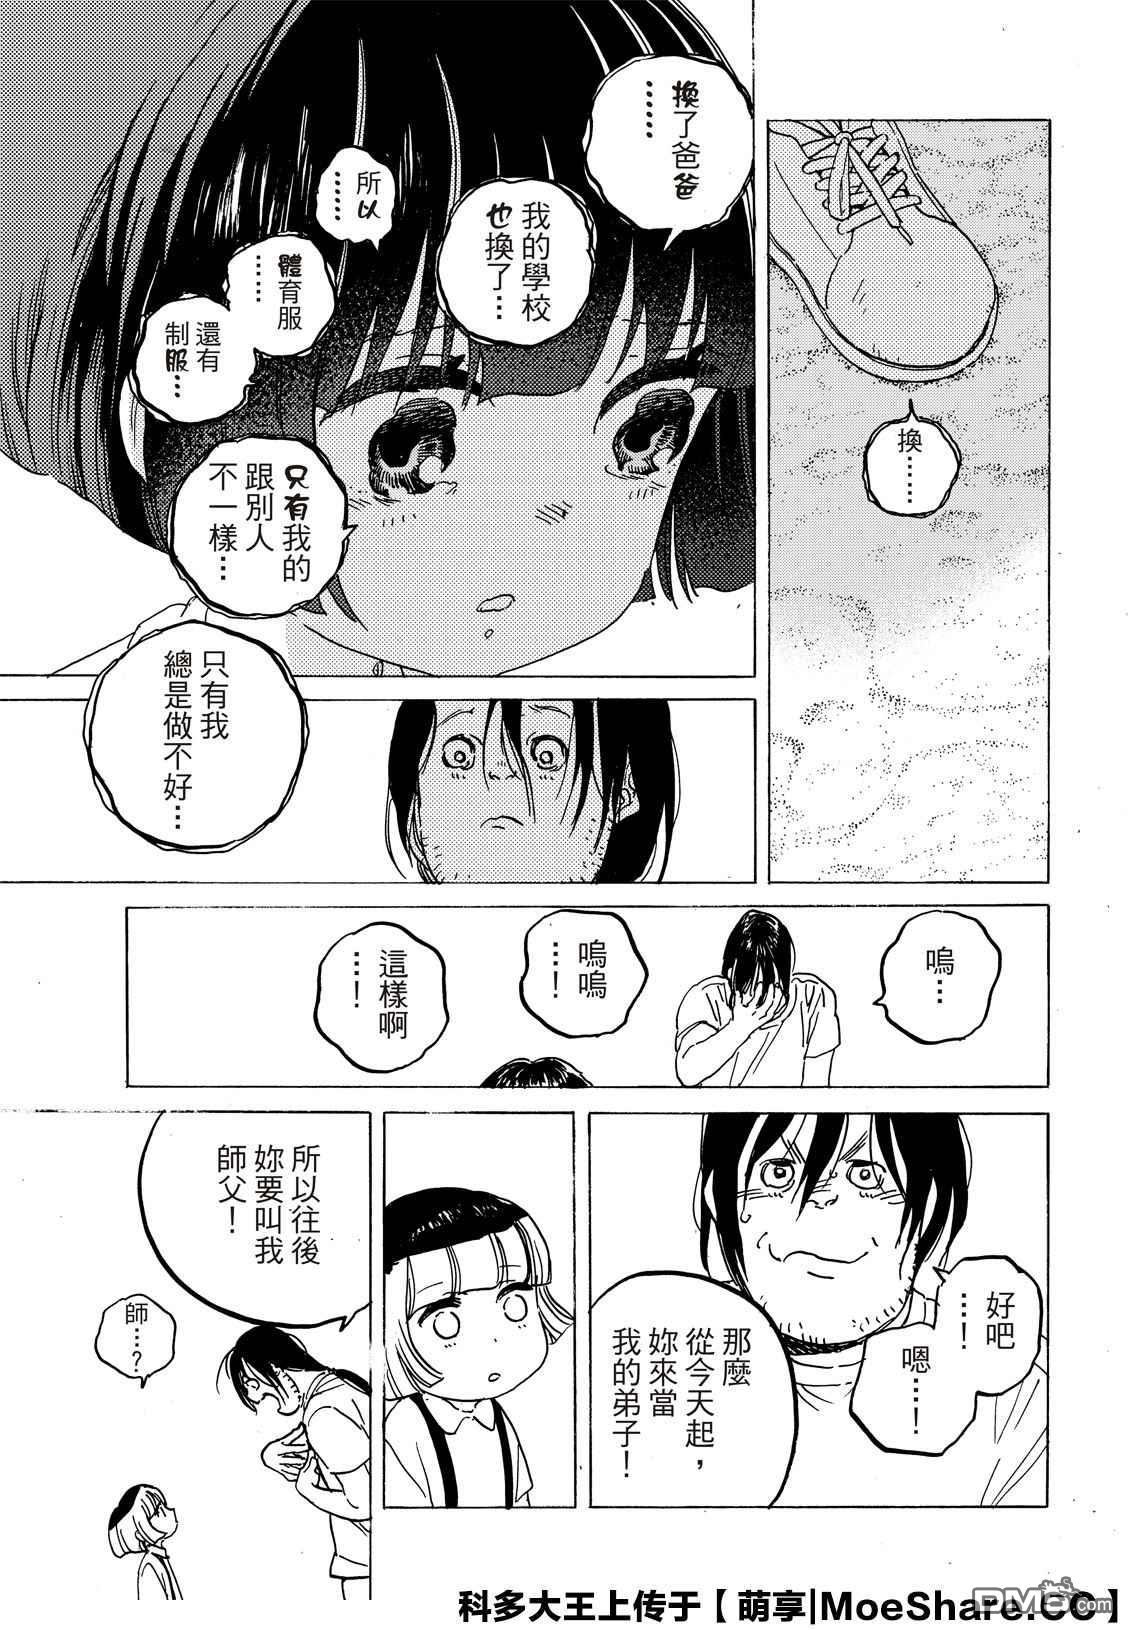 換……
換了爸爸
……
我的學校
也換了…
所以
……
體育服
……
還有
制服…
只有我的
跟別人
不一樣…
只有我
總是做不好…
嗚…
嗚嗚
…！
這樣啊
…！
好吧
…！
嗯…！
那麼
從今天起，
妳來當
我的弟子！
所以往後
妳要叫我
師父！
師…？
科多大王上传于【萌享|MoeShare.CC】
DM5.COM